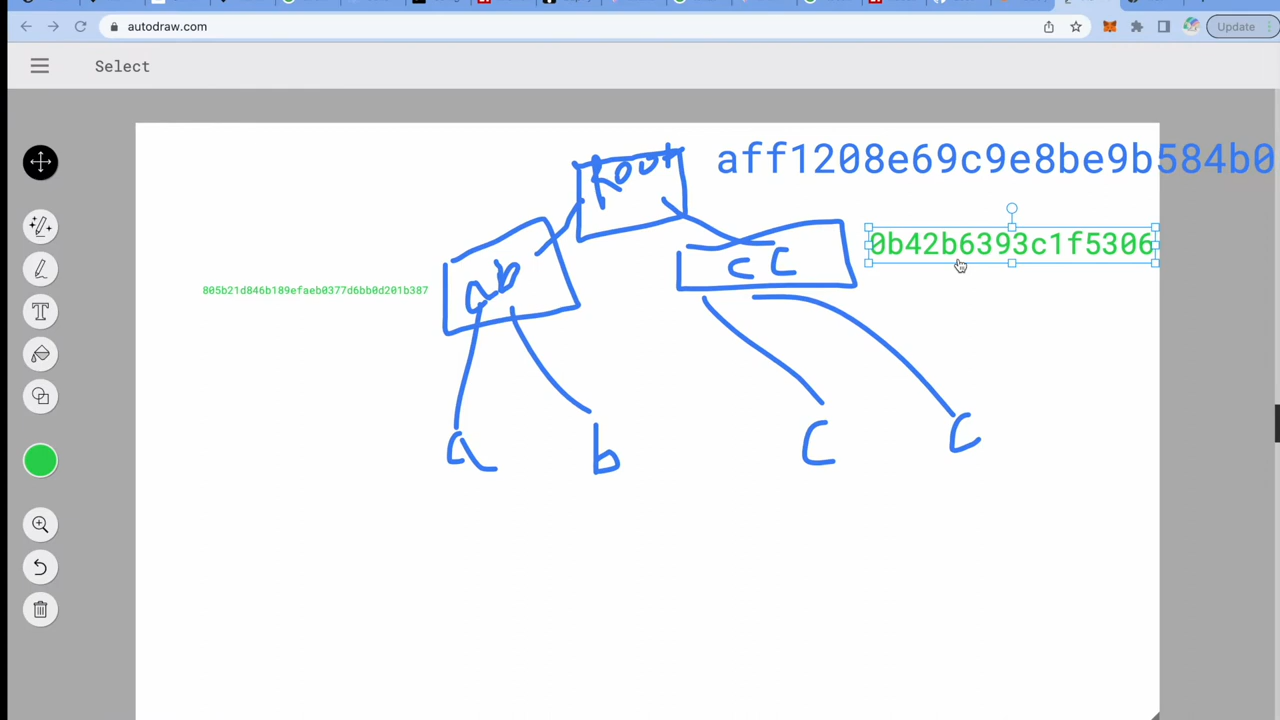 autodraw.com
Update
Select
Root
aff1208e69c9e8be9b584b0
0b42b6393c1f5306
ab
CC
805b21d846b189efaeb0377d6bb0d201b387
a
b
C
C
T